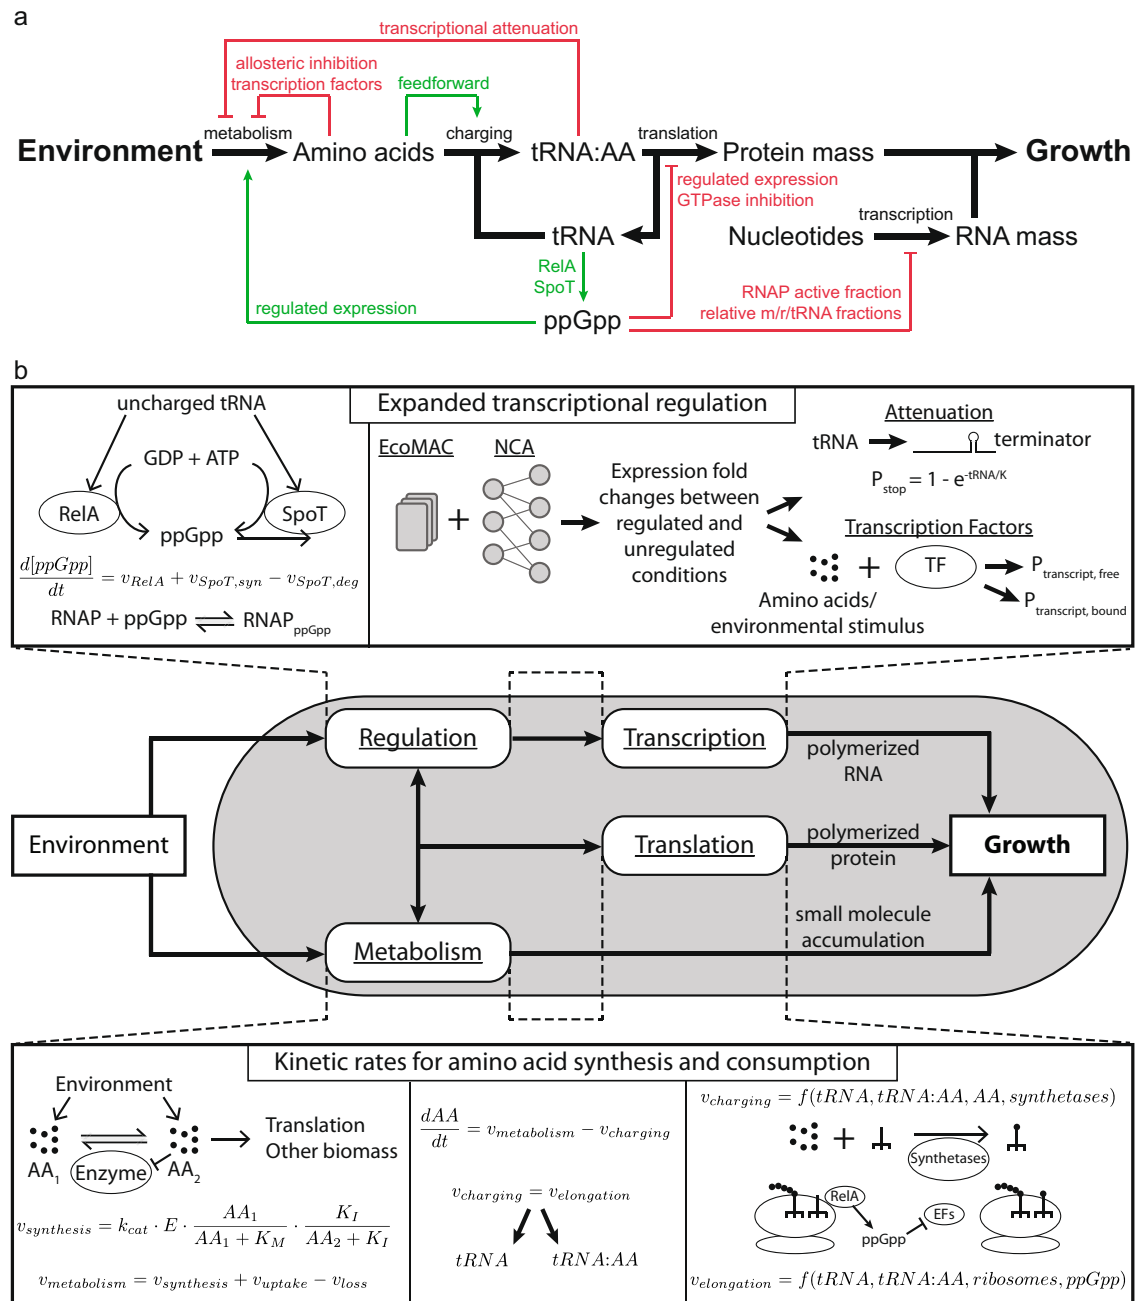 a
transcriptional attenuation
allosteric inhibition
transcription factors
feedforward
metabolism
charging
translation
Environment
Amino acids
tRNA:AA
Protein mass
Growth
regulated expression
GTPase inhibition
transcription
tRNA
Nucleotides
RNA mass
RelA
SpoT
RNAP active fraction
relative m/r/tRNA fractions
regulated expression
ppGpp
b
Expanded transcriptional regulation
uncharged tRNA
GDP + ATP
RelA
SpoT
ppGpp
d[ppGpp]/dt = v_RelA + v_SpoT,syn − v_SpoT,deg
RNAP + ppGpp ⇌ RNAP_ppGpp
EcoMAC
NCA
+
Expression fold
changes between
regulated and
unregulated
conditions
Attenuation
tRNA
terminator
P_stop = 1 - e^-tRNA/K
Transcription Factors
+
TF
P_transcript, free
P_transcript, bound
Amino acids/
environmental stimulus
Regulation
Transcription
polymerized
RNA
Environment
Translation
polymerized
protein
Growth
Metabolism
small molecule
accumulation
Kinetic rates for amino acid synthesis and consumption
Environment
AA₁
Enzyme
AA₂
Translation
Other biomass
v_synthesis = k_cat · E · AA₁/(AA₁ + K_M) · K_I/(AA₂ + K_I)
v_metabolism = v_synthesis + v_uptake − v_loss
dAA/dt = v_metabolism − v_charging
v_charging = v_elongation
tRNA
tRNA:AA
v_charging = f(tRNA, tRNA:AA, AA, synthetases)
+
Synthetases
RelA
EFs
ppGpp
v_elongation = f(tRNA, tRNA:AA, ribosomes, ppGpp)